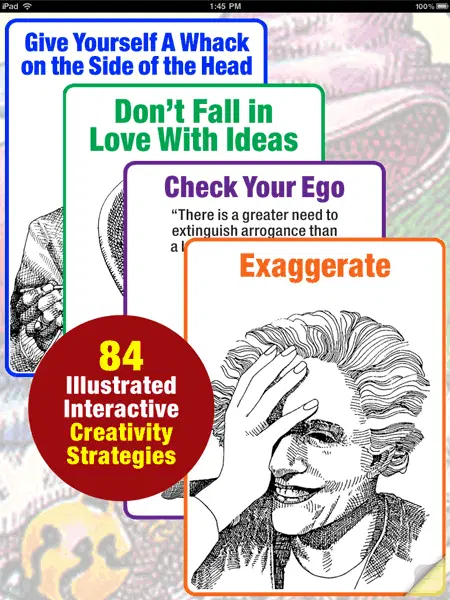 iPad
1:45 PM
100%
Give Yourself A Whack
on the Side of the Head
Don’t Fall in
Love With Ideas
Check Your Ego
“There is a greater need to
extinguish arrogance than
a
Exaggerate
84
Illustrated
Interactive
Creativity
Strategies